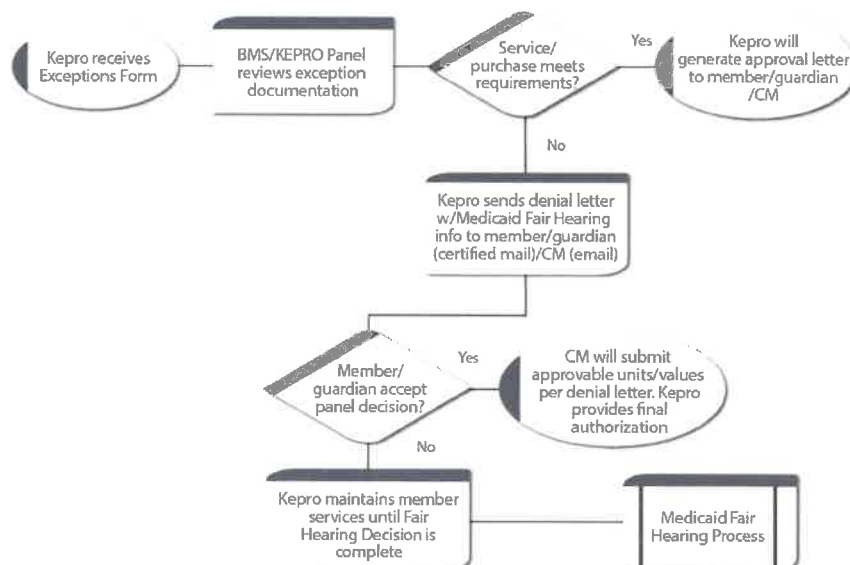 Kepro receives
Exceptions Form
BMS/KEPRO Panel
reviews exception
documentation
Service/
purchase meets
requirements?
Yes
Kepro will
generate approval letter
to member/guardian
/CM
No
Kepro sends denial letter
w/Medicaid Fair Hearing
info to member/guardian
(certified mail)/CM (email)
Member/
guardian accept
panel decision?
Yes
CM will submit
approvable units/values
per denial letter. Kepro
provides final
authorization
No
Kepro maintains member
services until Fair
Hearing Decision is
complete
Medicaid Fair
Hearing Process